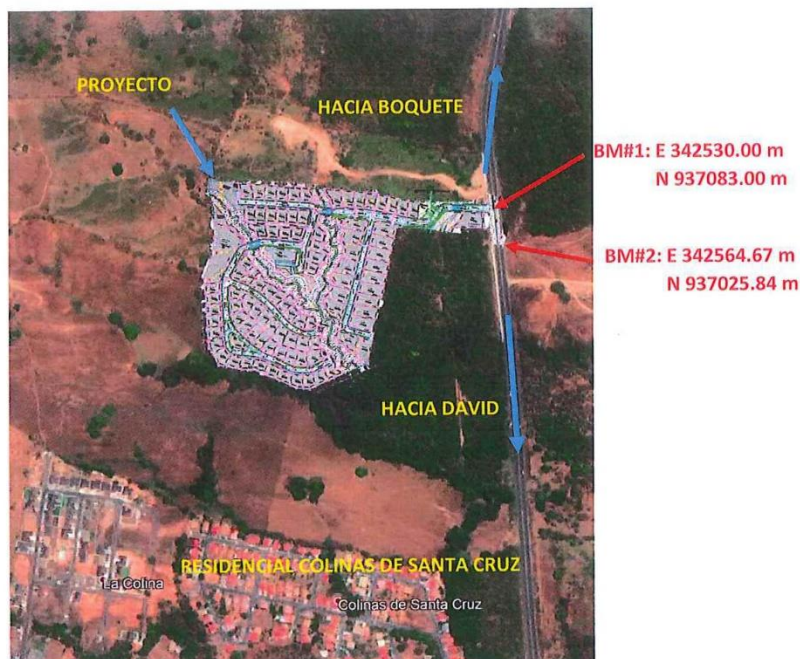 PROYECTO
HACIA BOQUETE
BM#1: E 342530.00 m
N 937083.00 m
BM#2: E 342564.67 m
N 937025.84 m
HACIA DAVID
RESIDENCIAL COLINAS DE SANTA CRUZ
La Colina
Colinas de Santa Cruz